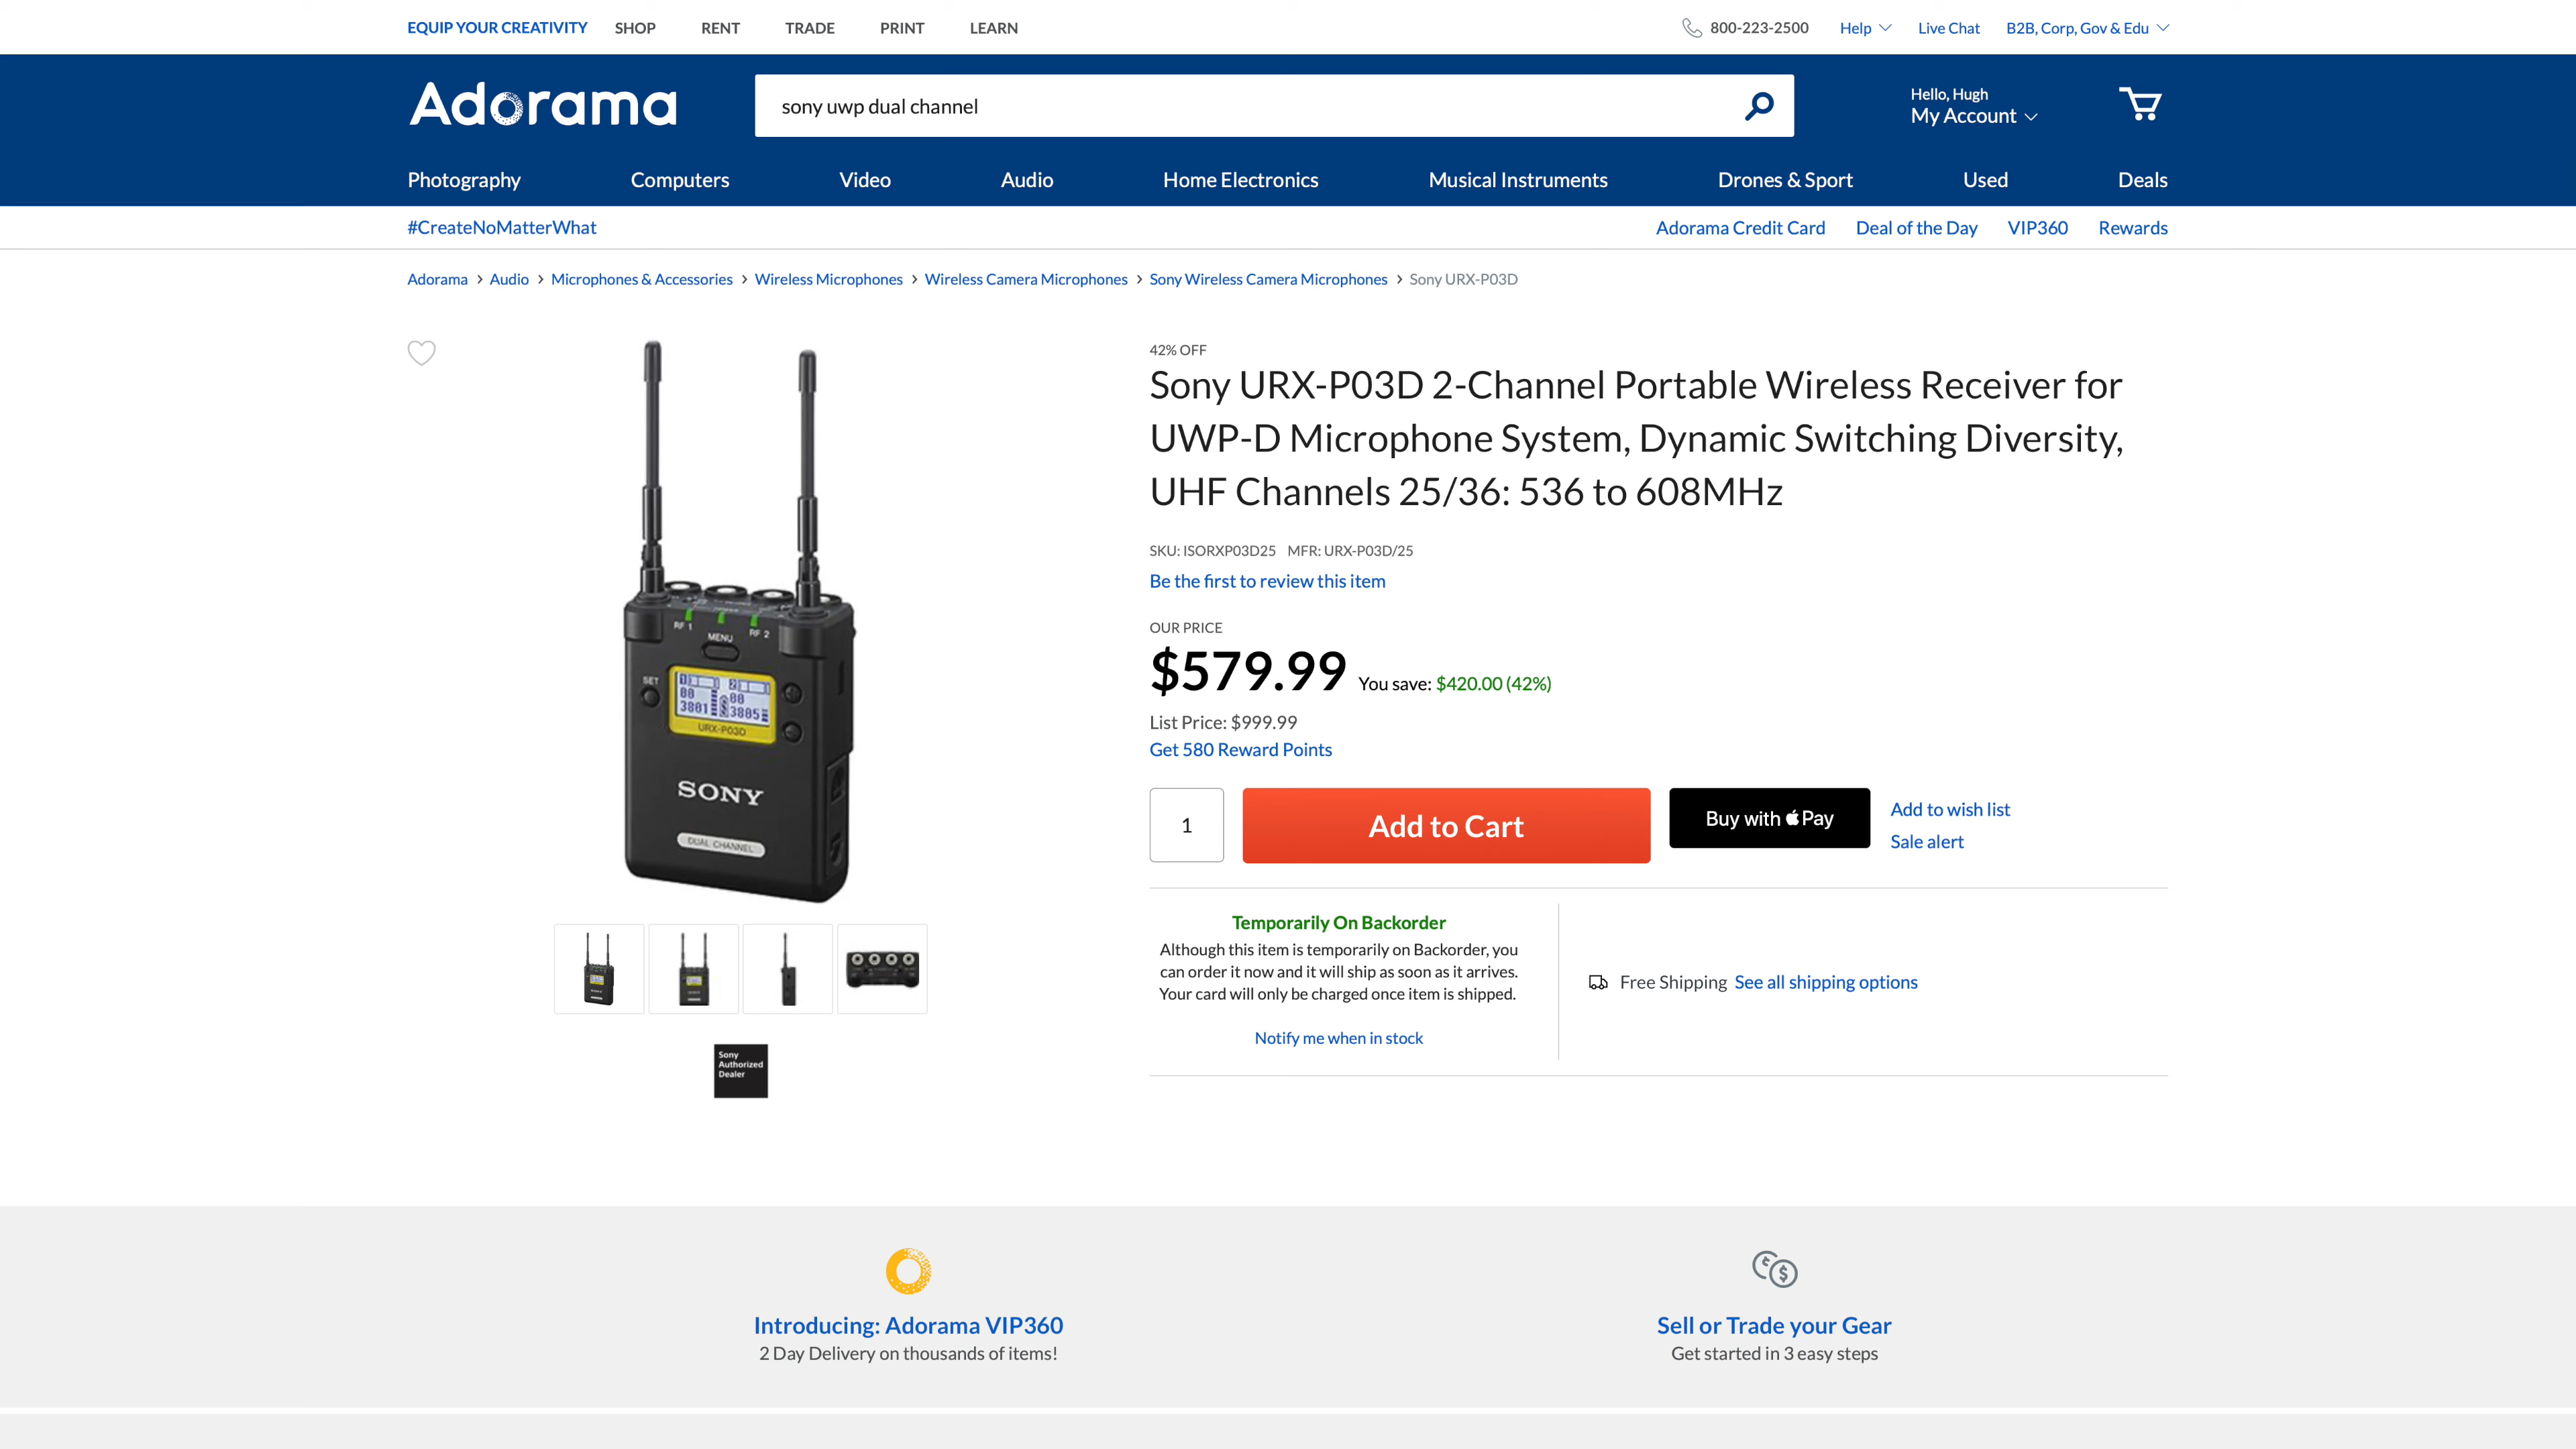 EQUIP YOUR CREATIVITY SHOP RENT TRADE PRINT LEARN
800-223-2500 Help Live Chat B2B, Corp, Gov & Edu
Adorama
sony uwp dual channel
Hello, Hugh
My Account
Photography Computers Video Audio Home Electronics Musical Instruments Drones & Sport Used Deals
#CreateNoMatterWhat Adorama Credit Card Deal of the Day VIP360 Rewards
Adorama > Audio > Microphones & Accessories > Wireless Microphones > Wireless Camera Microphones > Sony Wireless Camera Microphones > Sony URX-P03D
RF 1 MENU RF 2
SET
3801 3805
URX-P03D
SONY
DUAL CHANNEL
Sony
Authorized
Dealer
42% OFF
Sony URX-P03D 2-Channel Portable Wireless Receiver for
UWP-D Microphone System, Dynamic Switching Diversity,
UHF Channels 25/36: 536 to 608MHz
SKU: ISORXP03D25 MFR: URX-P03D/25
Be the first to review this item
OUR PRICE
$579.99 You save: $420.00 (42%)
List Price: $999.99
Get 580 Reward Points
1
Add to Cart
Buy with Pay
Add to wish list
Sale alert
Temporarily On Backorder
Although this item is temporarily on Backorder, you
can order it now and it will ship as soon as it arrives.
Your card will only be charged once item is shipped.
Notify me when in stock
Free Shipping See all shipping options
Introducing: Adorama VIP360
2 Day Delivery on thousands of items!
Sell or Trade your Gear
Get started in 3 easy steps